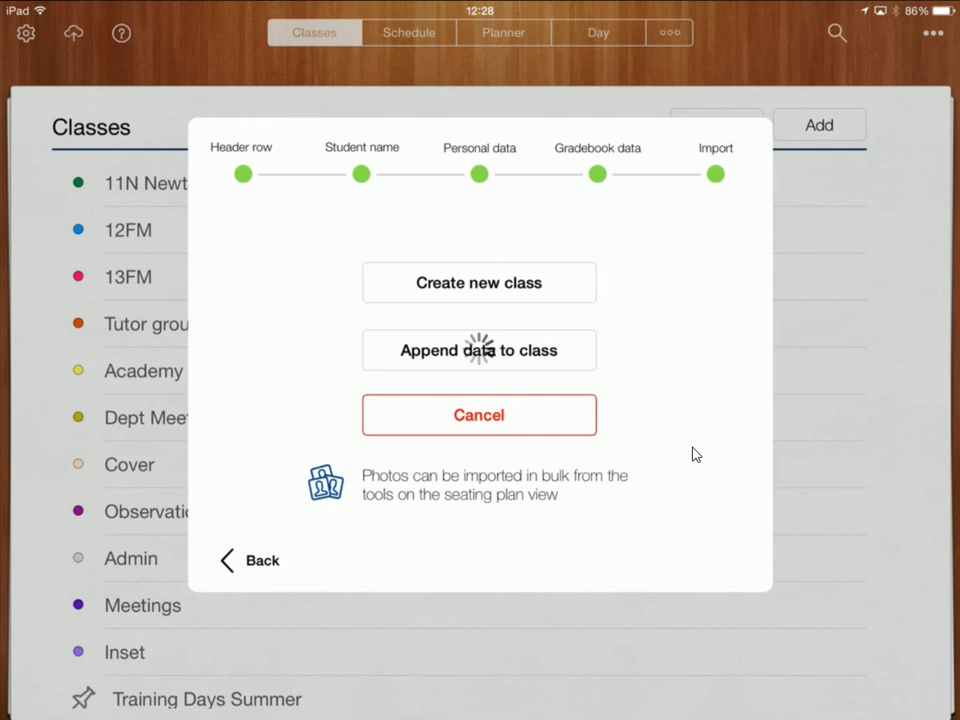 iPad 12:28 86%
Classes Schedule Planner Day
Classes Add
Header row Student name Personal data Gradebook data Import
11N Newt
12FM
13FM
Tutor grou
Academy
Dept Mee
Cover
Observatio
Admin
Meetings
Inset
Training Days Summer
Create new class
Append data to class
Cancel
Photos can be imported in bulk from the
tools on the seating plan view
Back